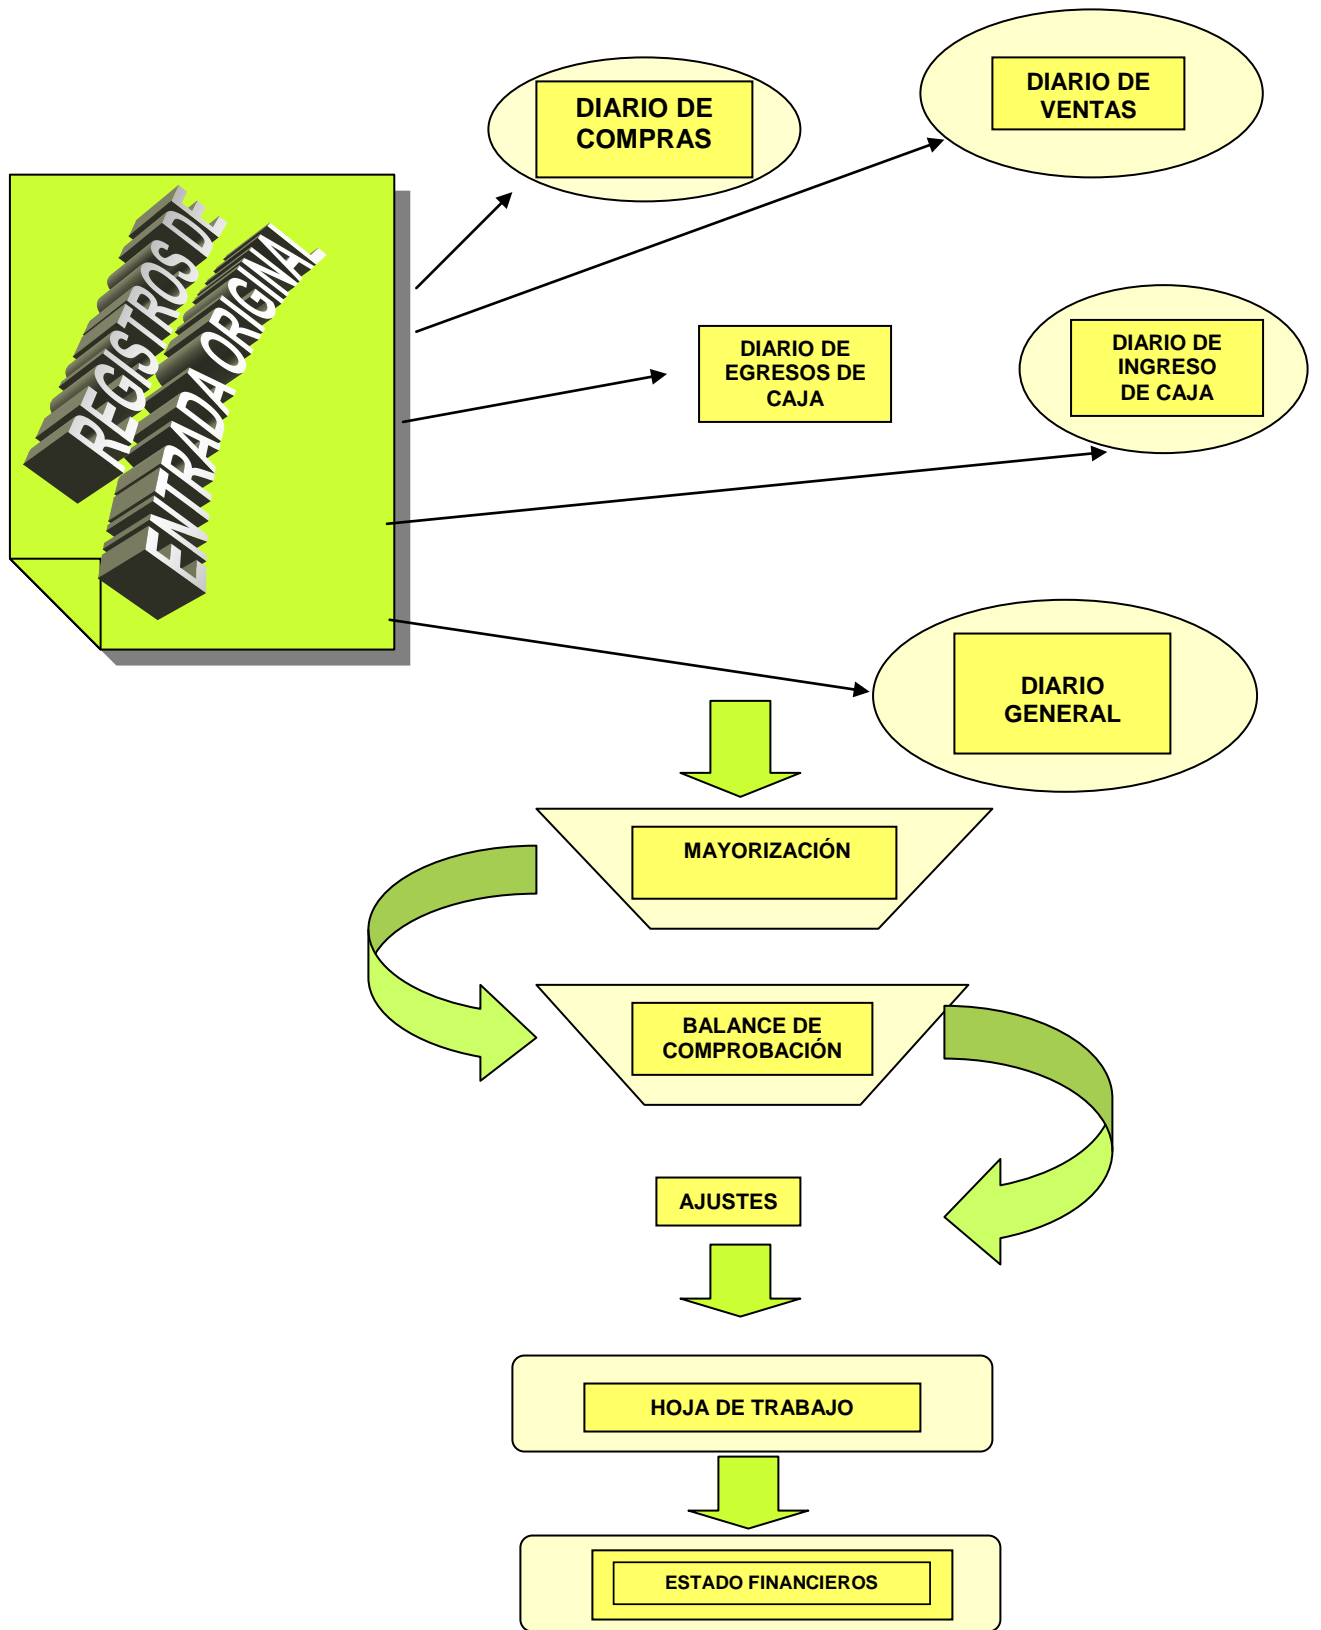 DIARIO DE
COMPRAS
DIARIO DE
VENTAS
REGISTROS DE
ENTRADA ORIGINAL
DIARIO DE
EGRESOS DE
CAJA
DIARIO DE
INGRESO
DE CAJA
DIARIO
GENERAL
MAYORIZACIÓN
BALANCE DE
COMPROBACIÓN
AJUSTES
HOJA DE TRABAJO
ESTADO FINANCIEROS